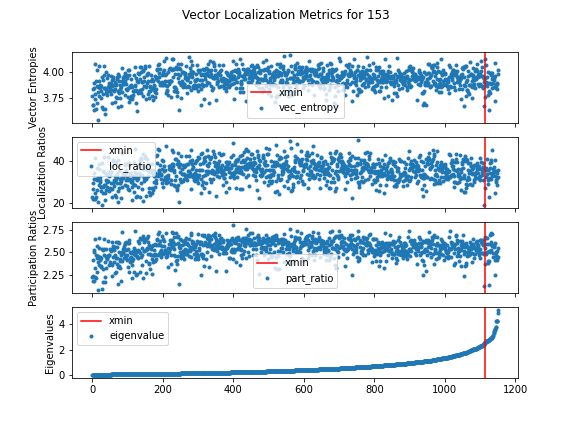 Vector Localization Metrics for 153
Vector Entropies
4.00
3.75
xmin
vec_entropy
Localization Ratios
40
20
xmin
loc_ratio
Participation Ratios
2.75
2.50
2.25
xmin
part_ratio
Eigenvalues
4
2
0
xmin
eigenvalue
0 200 400 600 800 1000 1200